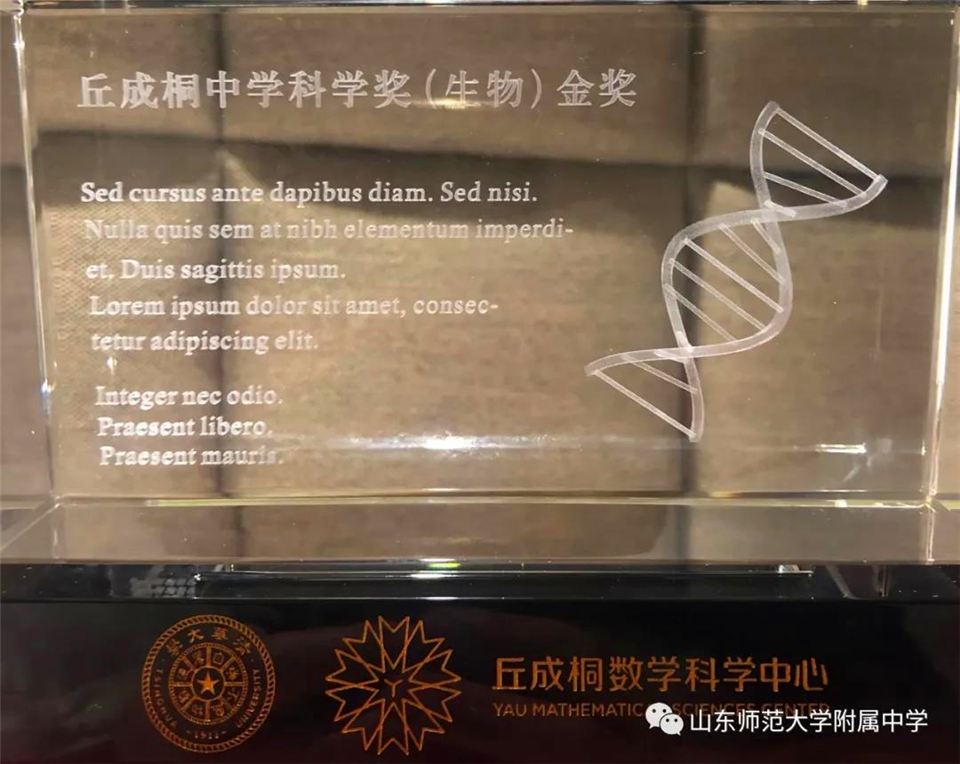 丘成桐中学科学奖（生物）金奖
Sed cursus ante dapibus diam. Sed nisi.
Nulla quis sem at nibh elementum imperdi-
et. Duis sagittis ipsum.
Lorem ipsum dolor sit amet, consec-
tetur adipiscing elit.
Integer nec odio.
Praesent libero.
Praesent mauris.
丘成桐数学科学中心
YAU MATHEMATIC SCIENCES CENTER
山东师范大学附属中学
1911